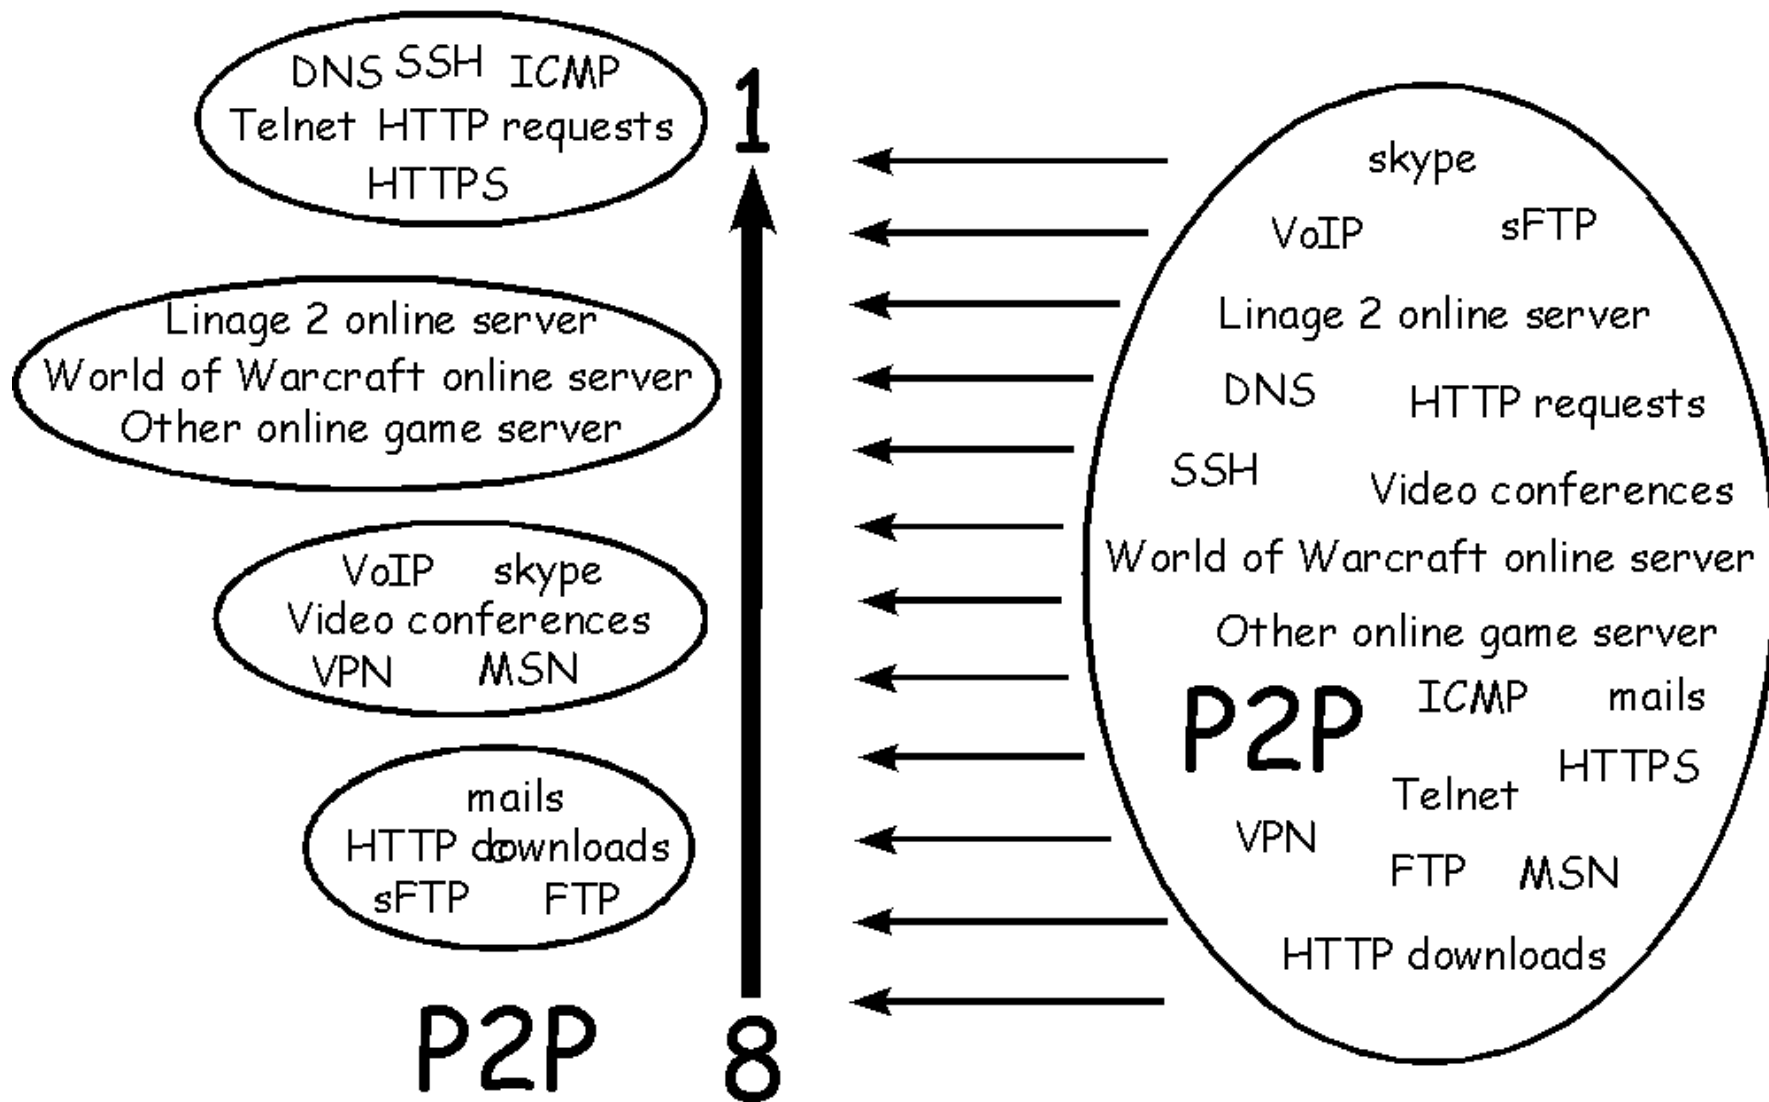 DNS SSH ICMP
Telnet HTTP requests
HTTPS
1
Linage 2 online server
World of Warcraft online server
Other online game server
VoIP skype
Video conferences
VPN MSN
mails
HTTP downloads
sFTP FTP
P2P 8
skype
VoIP sFTP
Linage 2 online server
DNS HTTP requests
SSH Video conferences
World of Warcraft online server
Other online game server
P2P ICMP mails
Telnet HTTPS
VPN FTP MSN
HTTP downloads